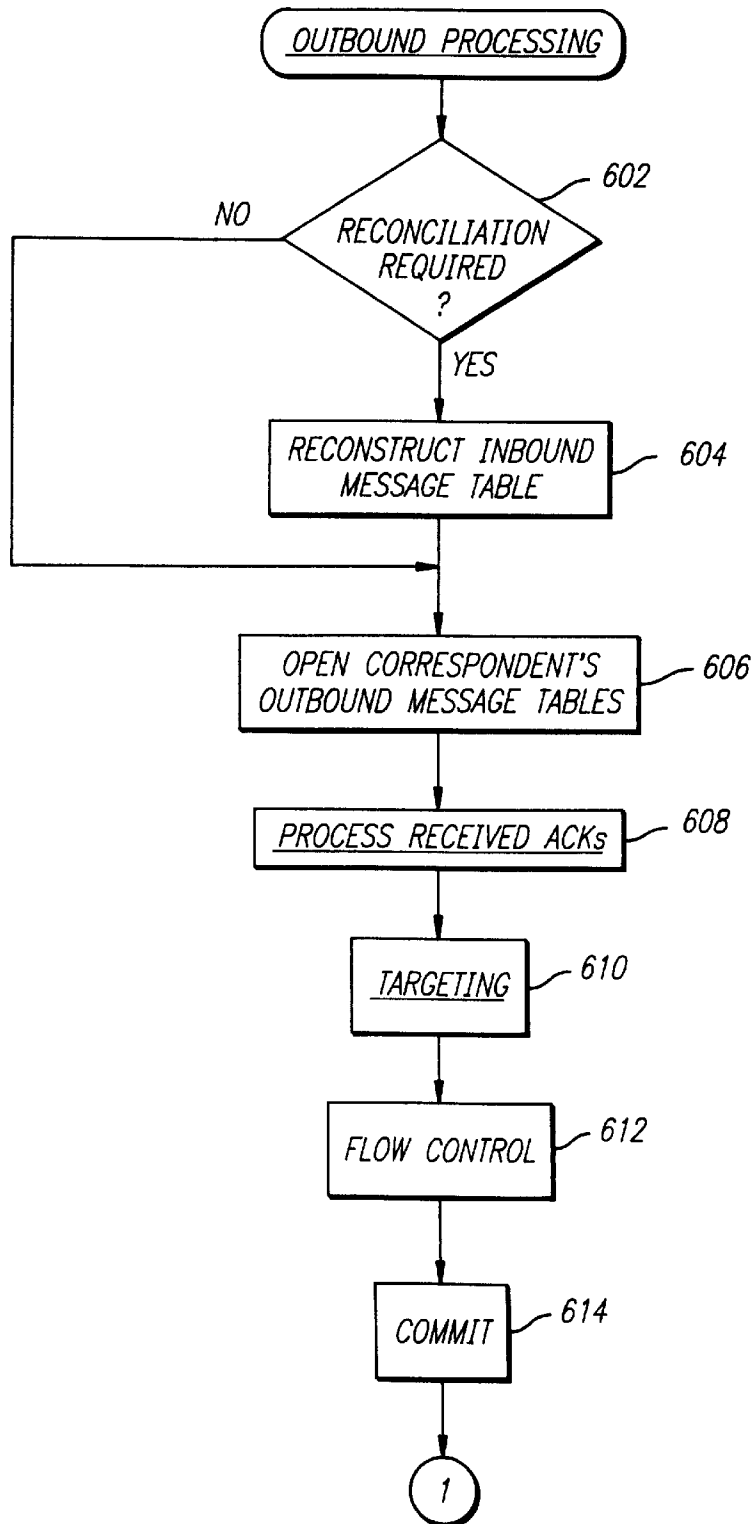 OUTBOUND PROCESSING
602
NO
RECONCILIATION
REQUIRED
?
YES
RECONSTRUCT INBOUND
MESSAGE TABLE
604
OPEN CORRESPONDENT'S
OUTBOUND MESSAGE TABLES
606
PROCESS RECEIVED ACKs
608
TARGETING
610
FLOW CONTROL
612
COMMIT
614
1